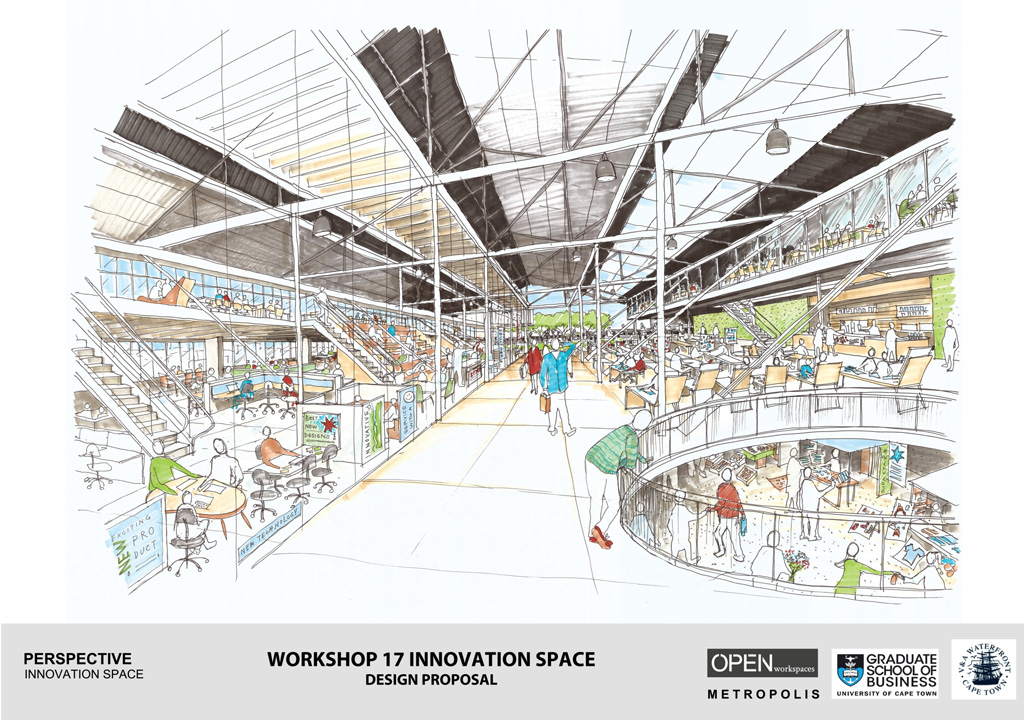 BEST
NEW
DESIGNS
INNOVATIVE
EXCITING
NEW
PRO
DUCT
NEW TECHNOLOGY
PERSPECTIVE
INNOVATION SPACE
WORKSHOP 17 INNOVATION SPACE
DESIGN PROPOSAL
OPEN workspaces
METROPOLIS
GRADUATE
SCHOOL OF
BUSINESS
UNIVERSITY OF CAPE TOWN
V&A WATERFRONT
CAPE TOWN